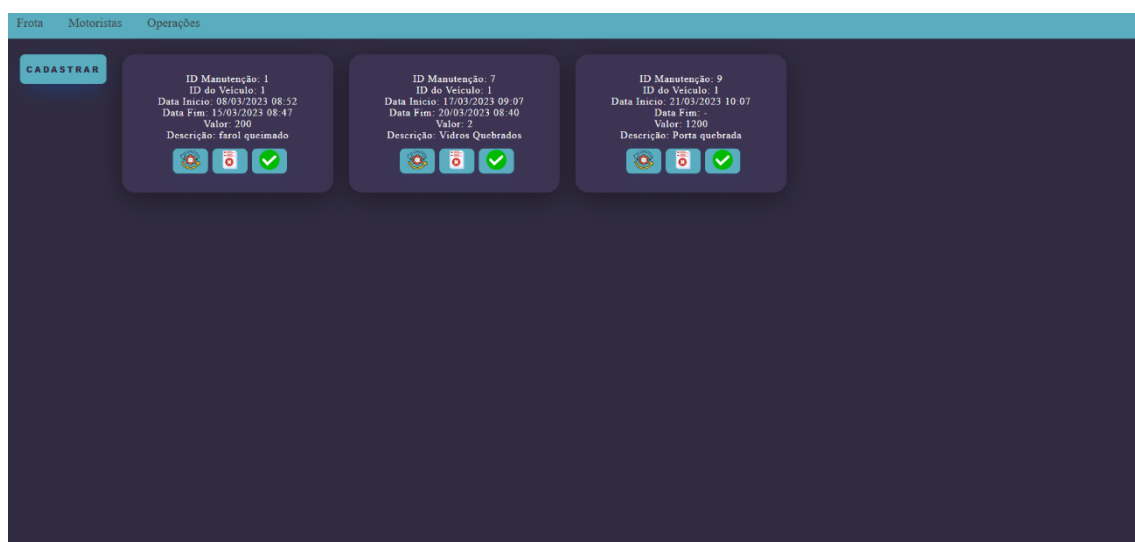 Frota Motoristas Operações
CADASTRAR
ID Manutenção: 1
ID do Veículo: 1
Data Inicio: 08/03/2023 08:52
Data Fim: 15/03/2023 08:47
Valor: 200
Descrição: farol queimado
ID Manutenção: 7
ID do Veículo: 1
Data Inicio: 17/03/2023 09:07
Data Fim: 20/03/2023 08:40
Valor: 2
Descrição: Vidros Quebrados
ID Manutenção: 9
ID do Veículo: 1
Data Inicio: 21/03/2023 10:07
Data Fim: -
Valor: 1200
Descrição: Porta quebrada